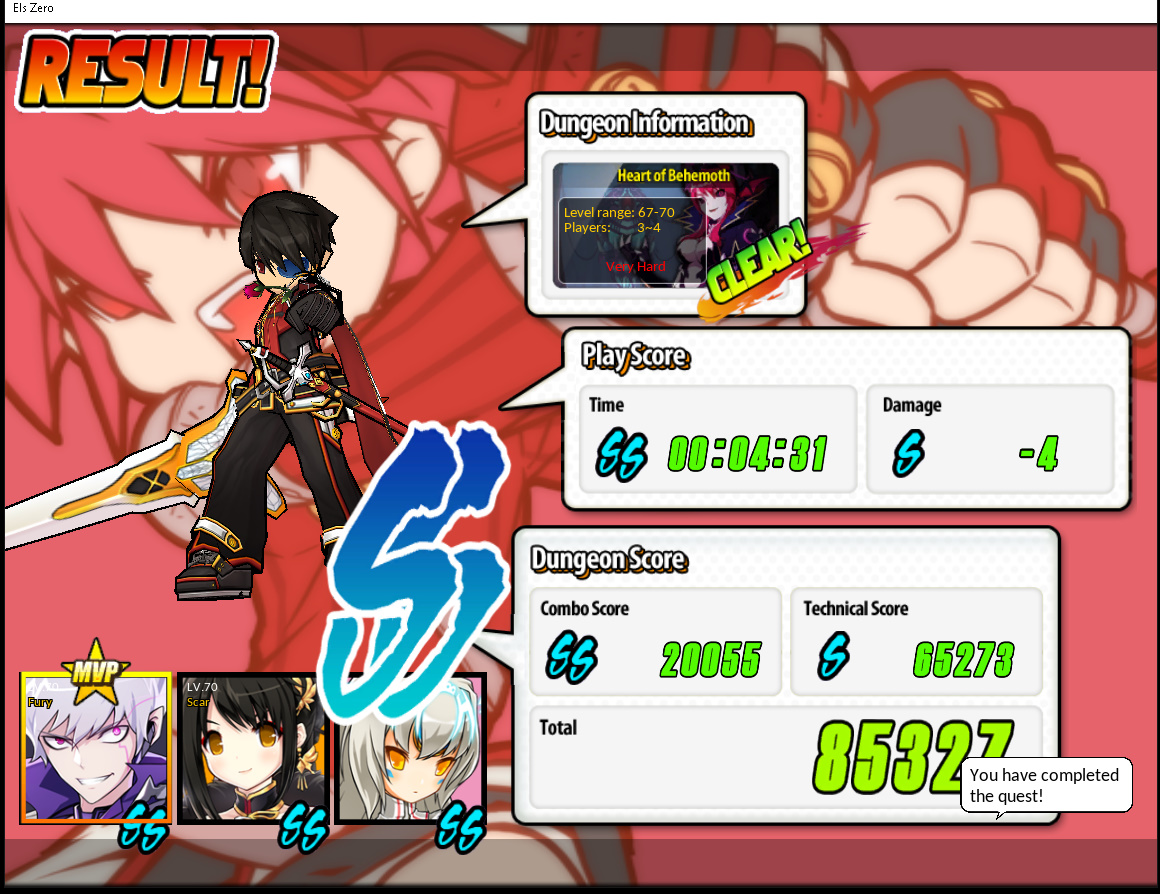 Els Zero
RESULT!
Dungeon Information
Heart of Behemoth
Level range: 67-70
Players: 3~4
Very Hard
CLEAR!
Play Score
Time
SS 00:04:31
Damage
S -4
SS
Dungeon Score
Combo Score
SS 20055
Technical Score
S 65273
Total
85327
You have completed
the quest!
MVP
Fury
SS
LV.70
Scar
SS
SS